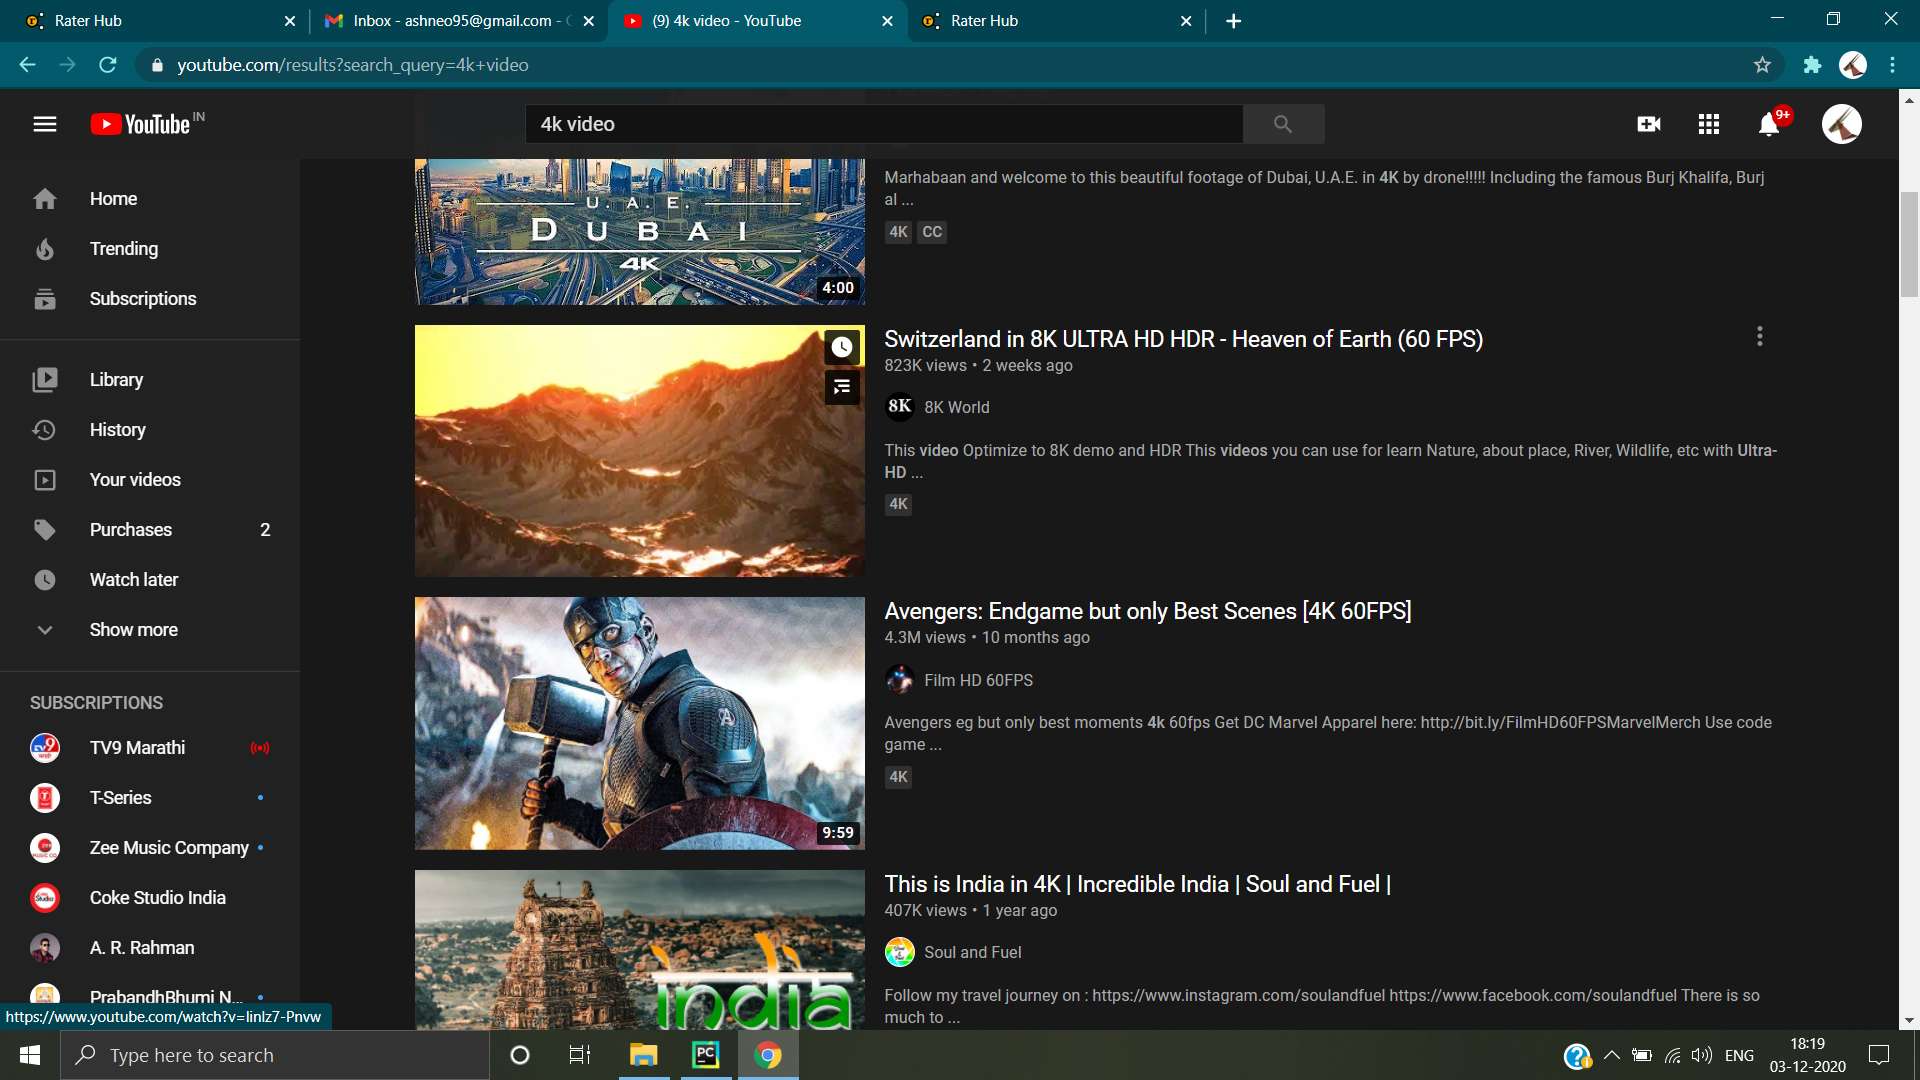 Rater Hub
Inbox - ashneo95@gmail.com -
(9) 4k video - YouTube
Rater Hub
youtube.com/results?search_query=4k+video
YouTube IN
4k video
9+
Home
Trending
Subscriptions
Library
History
Your videos
Purchases 2
Watch later
Show more
SUBSCRIPTIONS
TV9 Marathi
T-Series
Zee Music Company
Coke Studio India
A. R. Rahman
PrabandhBhumi N...
U. A. E.
DUBAI
4K
4:00
Marhabaan and welcome to this beautiful footage of Dubai, U.A.E. in 4K by drone!!!!! Including the famous Burj Khalifa, Burj
al ...
4K CC
Switzerland in 8K ULTRA HD HDR - Heaven of Earth (60 FPS)
823K views • 2 weeks ago
8K 8K World
This video Optimize to 8K demo and HDR This videos you can use for learn Nature, about place, River, Wildlife, etc with Ultra-
HD ...
4K
9:59
Avengers: Endgame but only Best Scenes [4K 60FPS]
4.3M views • 10 months ago
Film HD 60FPS
Avengers eg but only best moments 4k 60fps Get DC Marvel Apparel here: http://bit.ly/FilmHD60FPSMarvelMerch Use code
game ...
4K
india
This is India in 4K | Incredible India | Soul and Fuel |
407K views • 1 year ago
Soul and Fuel
Follow my travel journey on : https://www.instagram.com/soulandfuel https://www.facebook.com/soulandfuel There is so
much to ...
https://www.youtube.com/watch?v=linlz7-Pnvw
Type here to search
PC
ENG
18:19
03-12-2020